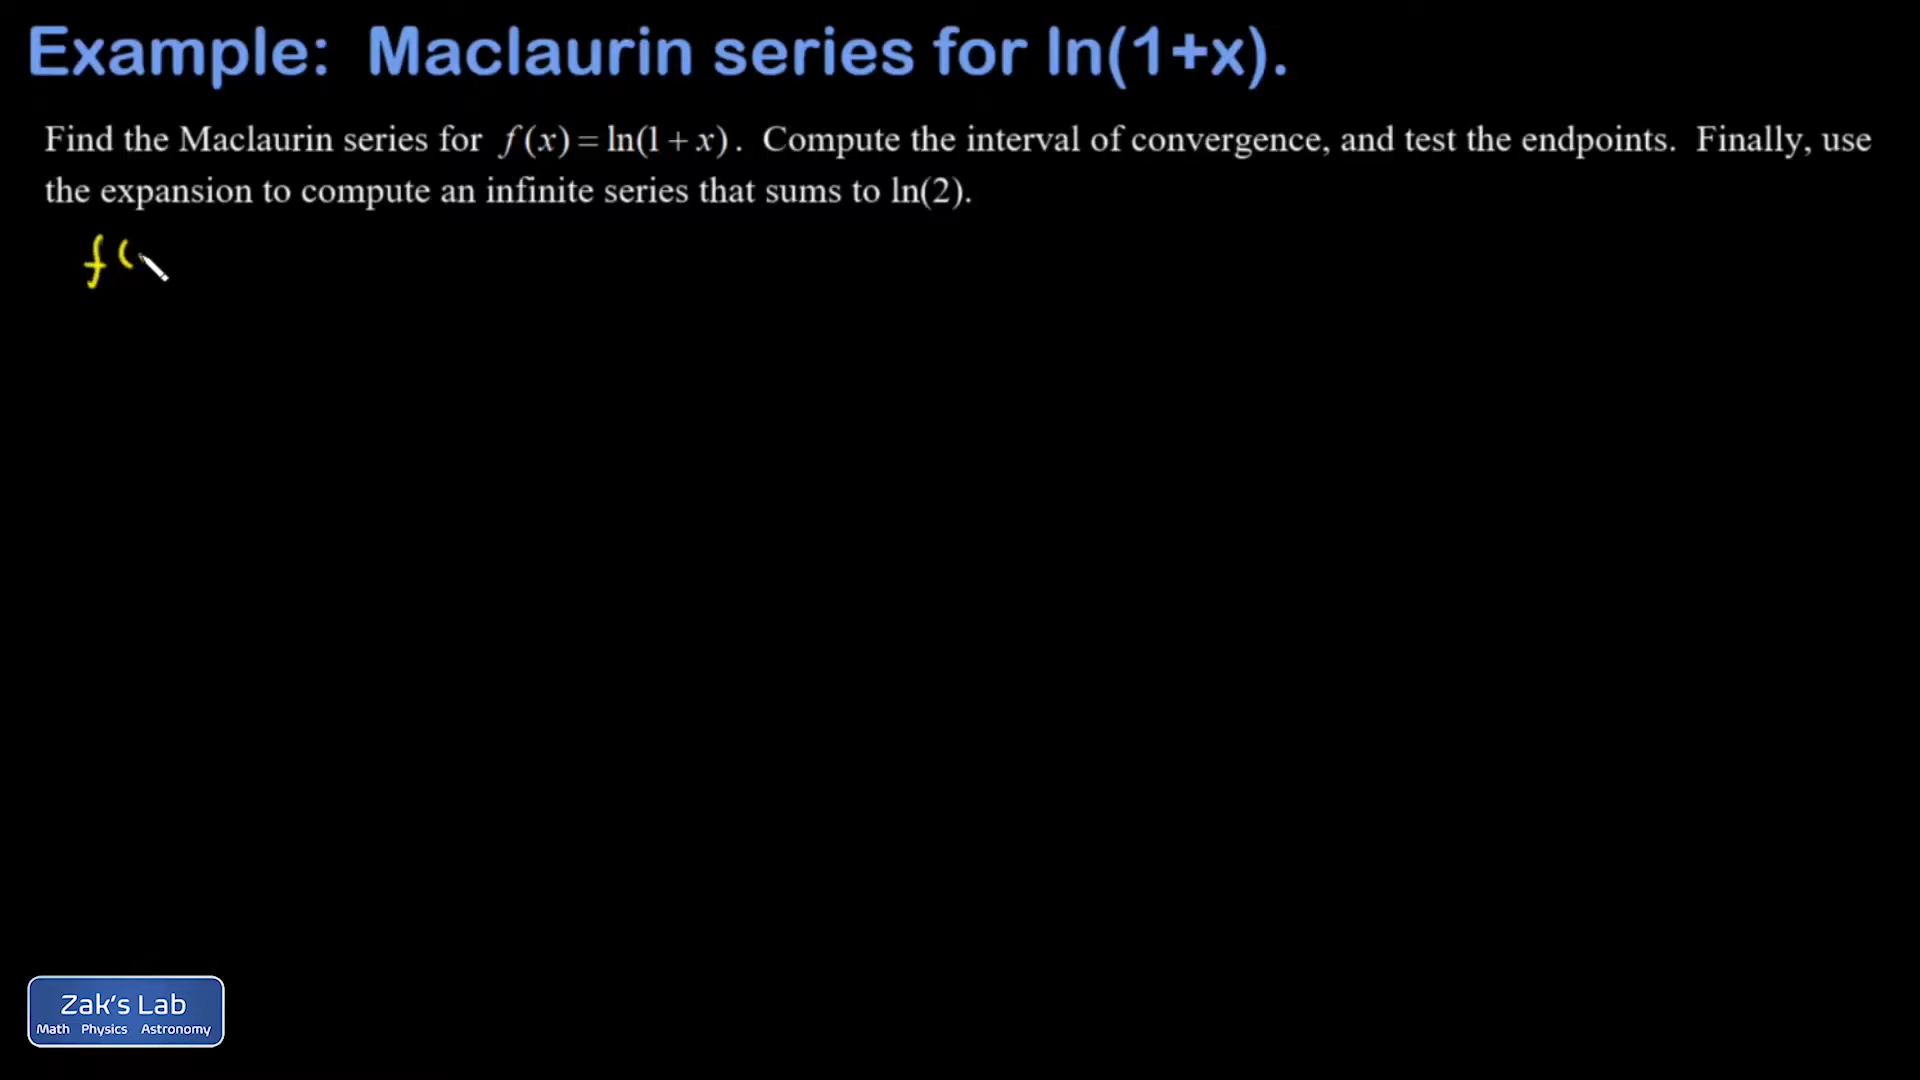 Example: Maclaurin series for ln(1+x).
Find the Maclaurin series for f(x) = ln(1 + x). Compute the interval of convergence, and test the endpoints. Finally, use
the expansion to compute an infinite series that sums to ln(2).
f(
Zak's Lab
Math Physics Astronomy